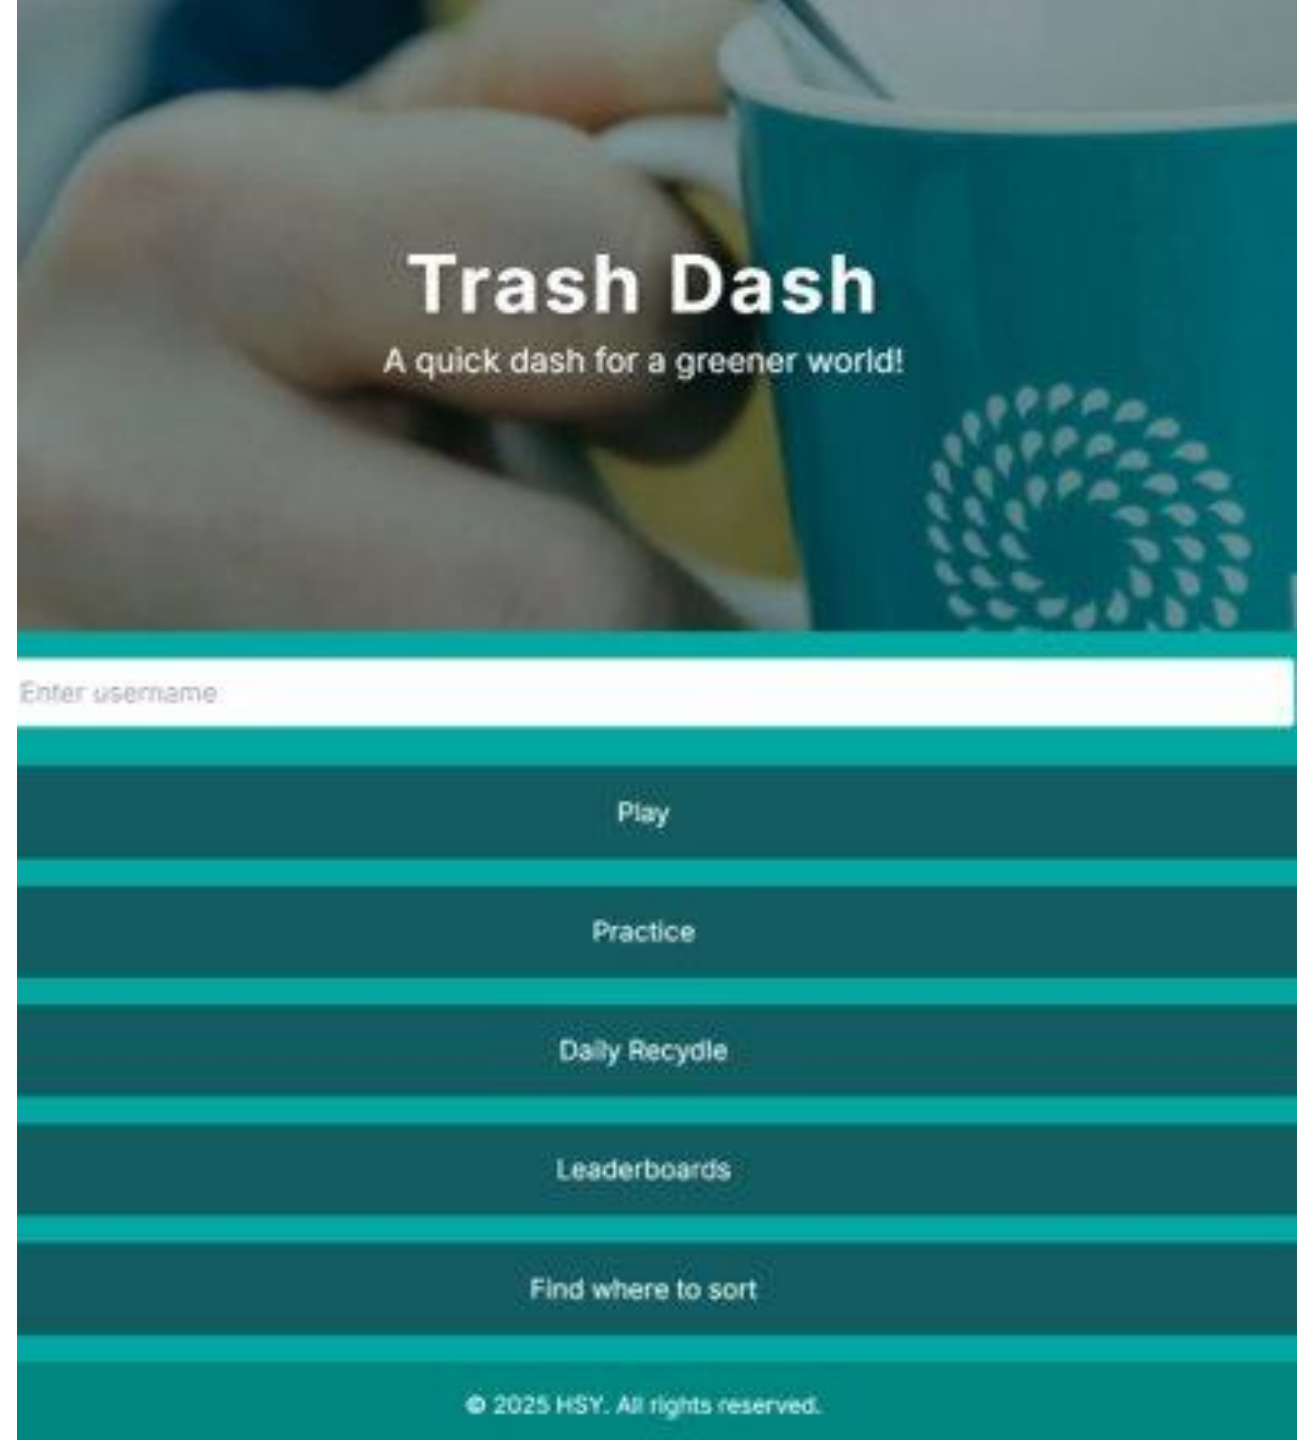 Trash Dash
A quick dash for a greener world!
Enter username
Play
Practice
Daily Recydle
Leaderboards
Find where to sort
© 2025 HSY. All rights reserved.